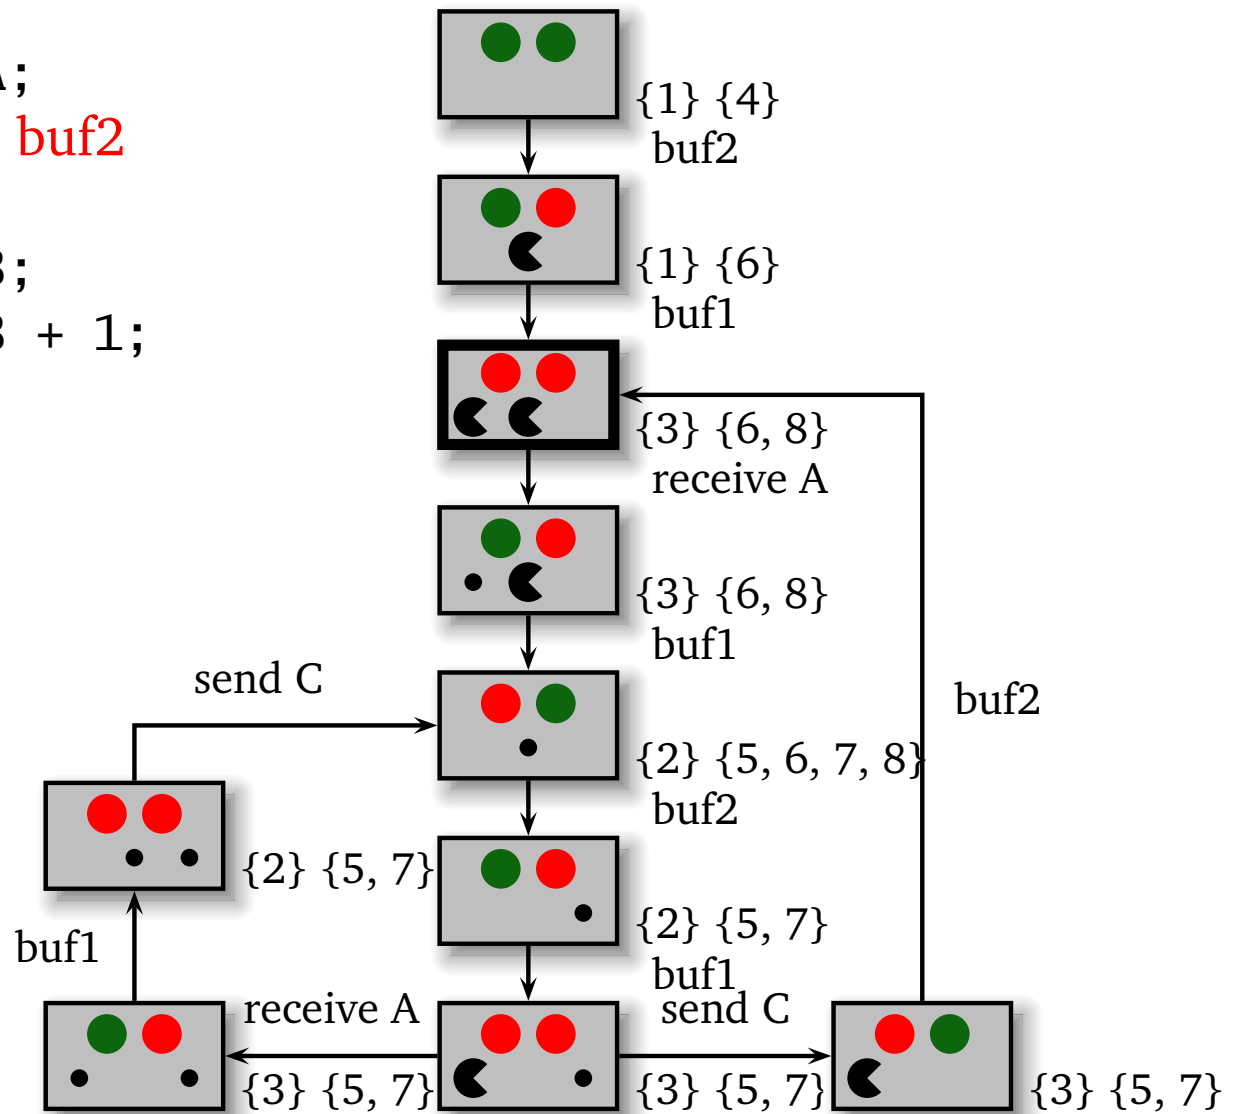 A;
buf2
B;
B + 1;
{1} {4}
buf2
{1} {6}
buf1
{3} {6, 8}
receive A
{3} {6, 8}
buf1
send C
buf2
{2} {5, 6, 7, 8}
buf2
{2} {5, 7}
{2} {5, 7}
buf1
buf1
receive A
send C
{3} {5, 7}
{3} {5, 7}
{3} {5, 7}